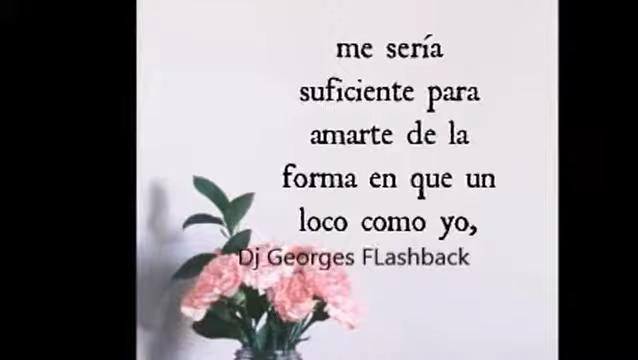 me sería
suficiente para
amarte de la
forma en que un
loco como yo,
Dj Georges FLashback